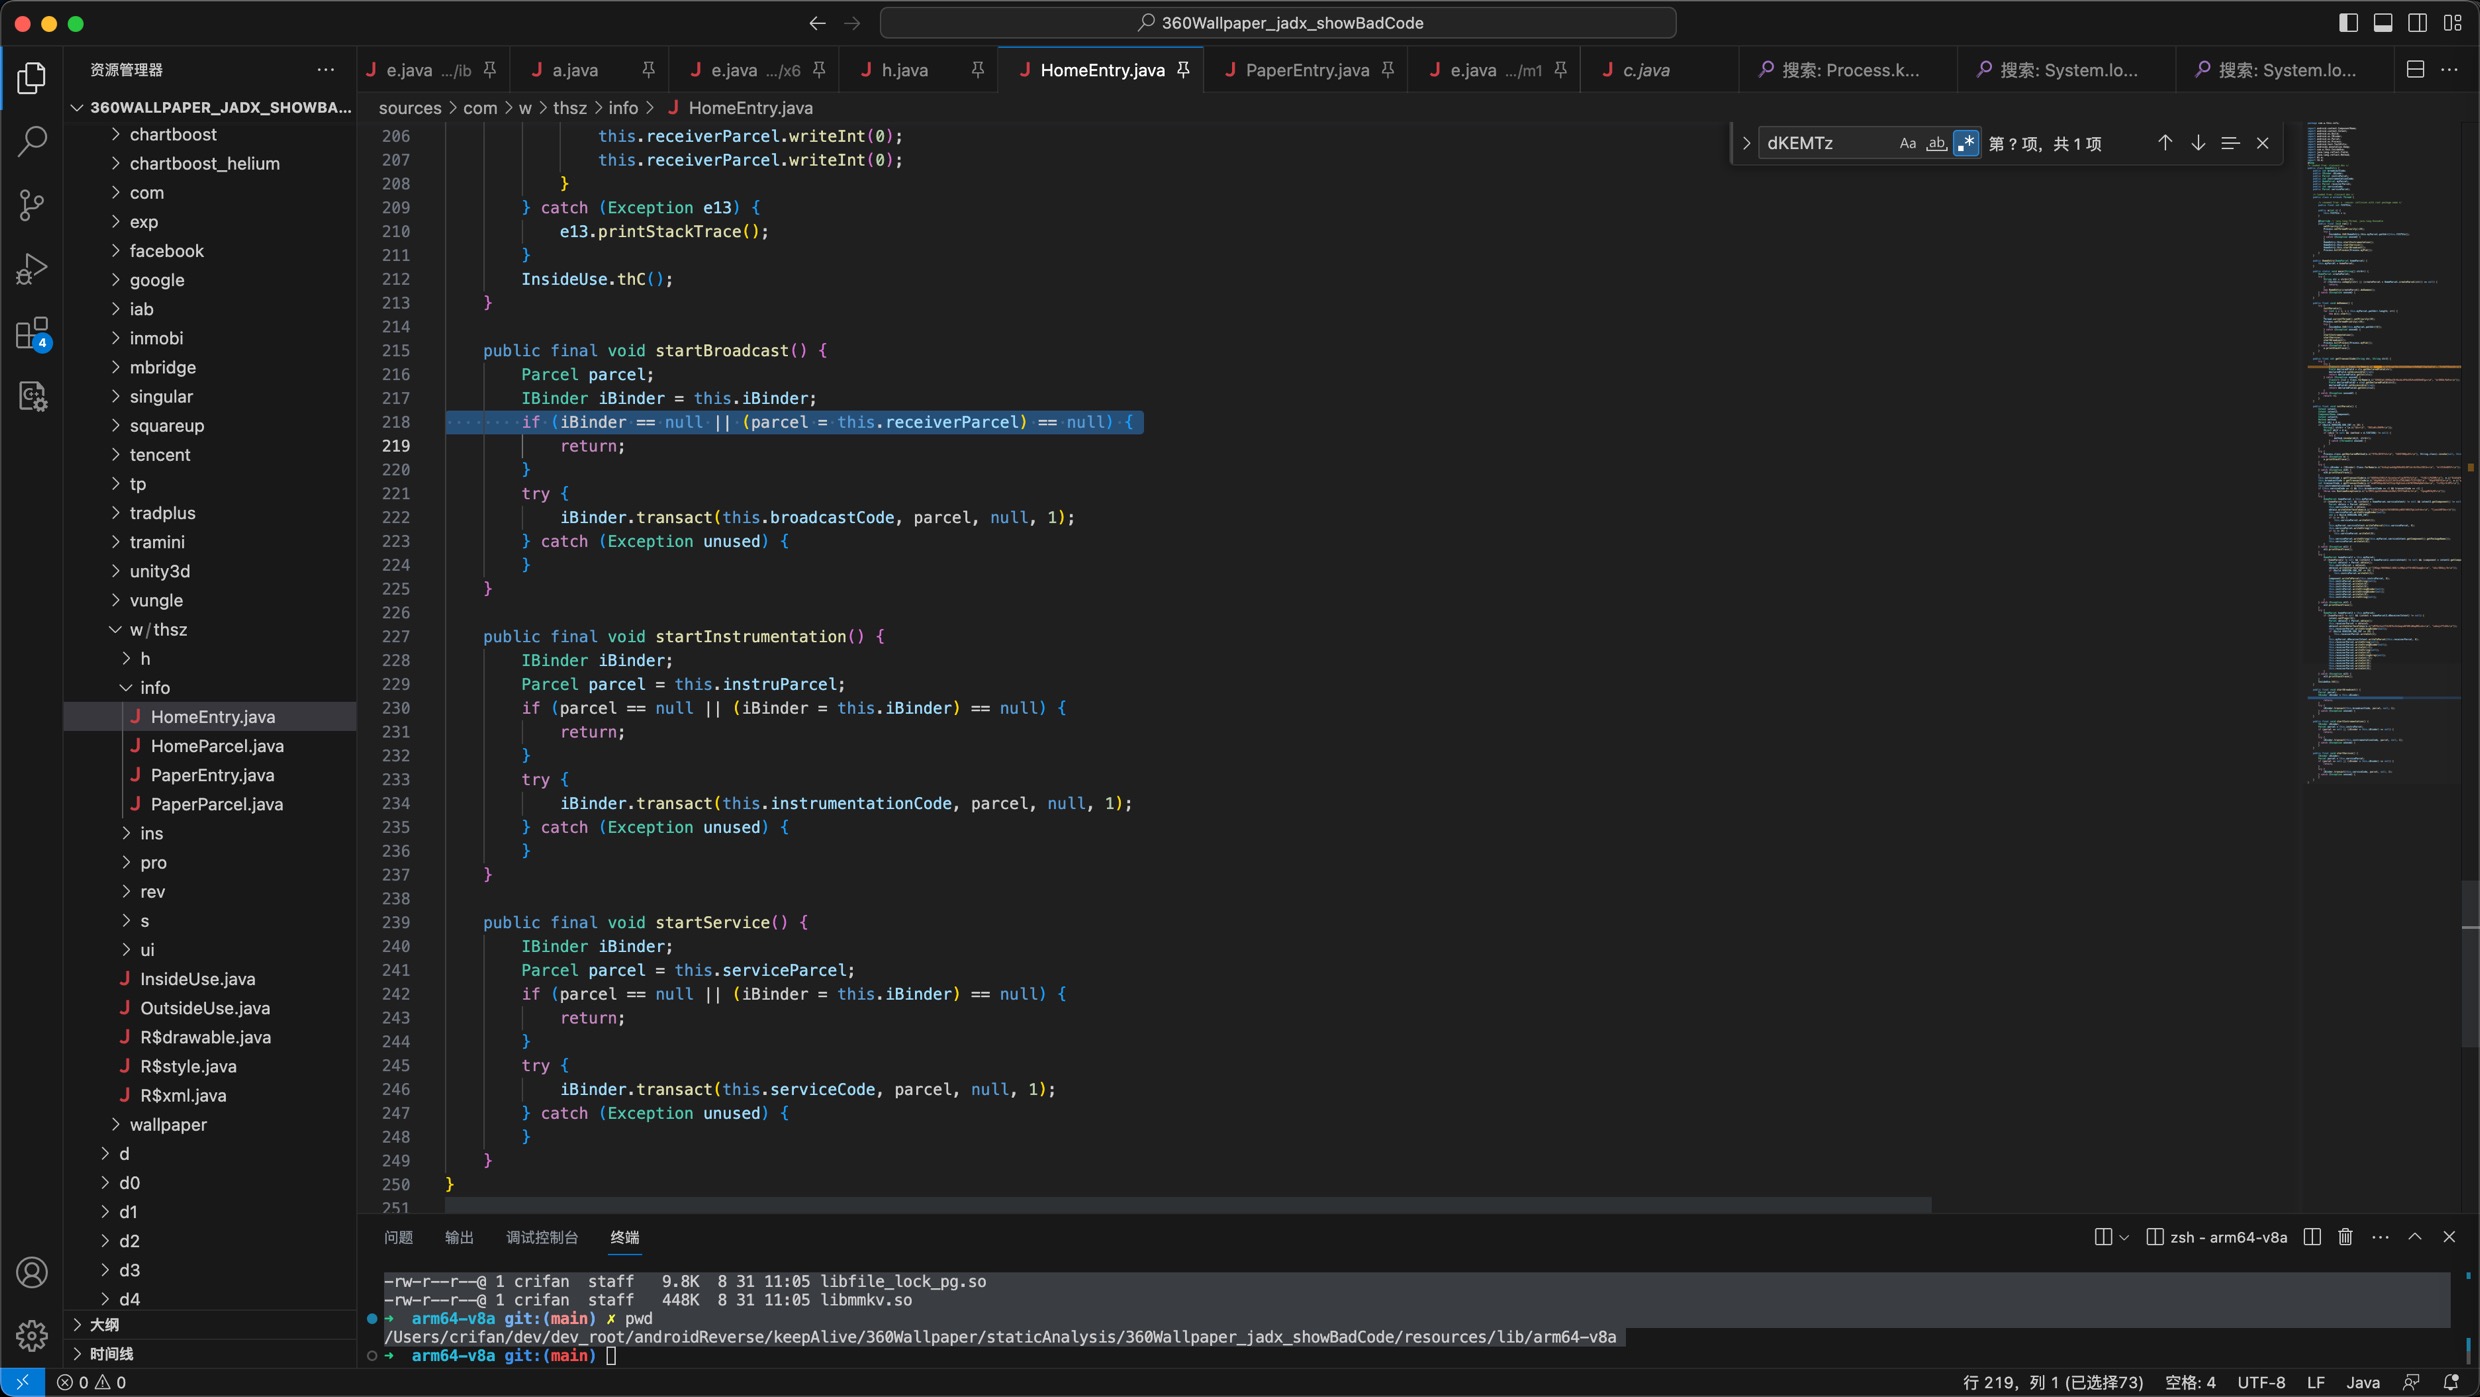 360Wallpaper_jadx_showBadCode
资源管理器
e.java .../ib
a.java
e.java .../x6
h.java
HomeEntry.java
PaperEntry.java
e.java .../m1
c.java
搜索: Process.k...
搜索: System.lo...
搜索: System.lo...
360WALLPAPER_JADX_SHOWBA...
sources > com > w > thsz > info > HomeEntry.java
dKEMTz
Aa
ab
第 ? 项, 共 1 项
chartboost
chartboost_helium
com
exp
facebook
google
iab
inmobi
mbridge
singular
squareup
tencent
tp
tradplus
tramini
unity3d
vungle
w/thsz
h
info
HomeEntry.java
HomeParcel.java
PaperEntry.java
PaperParcel.java
ins
pro
rev
s
ui
InsideUse.java
OutsideUse.java
R$drawable.java
R$style.java
R$xml.java
wallpaper
d
d0
d1
d2
d3
d4
大纲
时间线
4
206 this.receiverParcel.writeInt(0);
207 this.receiverParcel.writeInt(0);
208 }
209 } catch (Exception e13) {
210 e13.printStackTrace();
211 }
212 InsideUse.thC();
213 }
214
215 public final void startBroadcast() {
216 Parcel parcel;
217 IBinder iBinder = this.iBinder;
218 if (iBinder == null || (parcel = this.receiverParcel) == null) {
219 return;
220 }
221 try {
222 iBinder.transact(this.broadcastCode, parcel, null, 1);
223 } catch (Exception unused) {
224 }
225 }
226
227 public final void startInstrumentation() {
228 IBinder iBinder;
229 Parcel parcel = this.instruParcel;
230 if (parcel == null || (iBinder = this.iBinder) == null) {
231 return;
232 }
233 try {
234 iBinder.transact(this.instrumentationCode, parcel, null, 1);
235 } catch (Exception unused) {
236 }
237 }
238
239 public final void startService() {
240 IBinder iBinder;
241 Parcel parcel = this.serviceParcel;
242 if (parcel == null || (iBinder = this.iBinder) == null) {
243 return;
244 }
245 try {
246 iBinder.transact(this.serviceCode, parcel, null, 1);
247 } catch (Exception unused) {
248 }
249 }
250 }
251
问题 输出 调试控制台 终端
zsh - arm64-v8a
-rw-r--r--@ 1 crifan staff 9.8K 8 31 11:05 libfile_lock_pg.so
-rw-r--r--@ 1 crifan staff 448K 8 31 11:05 libmmkv.so
➜ arm64-v8a git:(main) ✗ pwd
/Users/crifan/dev/dev_root/androidReverse/keepAlive/360Wallpaper/staticAnalysis/360Wallpaper_jadx_showBadCode/resources/lib/arm64-v8a
➜ arm64-v8a git:(main)
0 0
行 219, 列 1 (已选择73) 空格: 4 UTF-8 LF Java